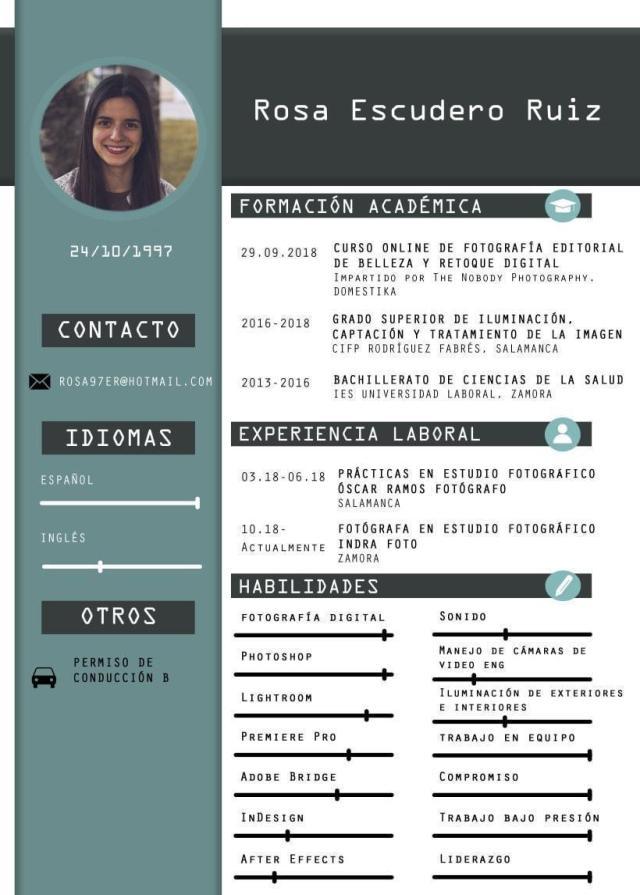 Rosa Escudero Ruiz
24/10/1997
CONTACTO
ROSA97ER@HOTMAIL.COM
IDIOMAS
ESPAÑOL
INGLÉS
OTROS
PERMISO DE
CONDUCCIÓN B
FORMACIÓN ACADÉMICA
29.09.2018
CURSO ONLINE DE FOTOGRAFÍA EDITORIAL
DE BELLEZA Y RETOQUE DIGITAL
IMPARTIDO POR THE NOBODY PHOTOGRAPHY.
DOMESTIKA
2016-2018
GRADO SUPERIOR DE ILUMINACIÓN,
CAPTACIÓN Y TRATAMIENTO DE LA IMAGEN
CIFP RODRÍGUEZ FABRÉS, SALAMANCA
2013-2016
BACHILLERATO DE CIENCIAS DE LA SALUD
IES UNIVERSIDAD LABORAL, ZAMORA
EXPERIENCIA LABORAL
03.18-06.18
PRÁCTICAS EN ESTUDIO FOTOGRÁFICO
ÓSCAR RAMOS FOTÓGRAFO
SALAMANCA
10.18-
ACTUALMENTE
FOTÓGRAFA EN ESTUDIO FOTOGRÁFICO
INDRA FOTO
ZAMORA
HABILIDADES
FOTOGRAFÍA DIGITAL
PHOTOSHOP
LIGHTROOM
PREMIERE PRO
ADOBE BRIDGE
INDESIGN
AFTER EFFECTS
SONIDO
MANEJO DE CÁMARAS DE
VIDEO ENG
ILUMINACIÓN DE EXTERIORES
E INTERIORES
TRABAJO EN EQUIPO
COMPROMISO
TRABAJO BAJO PRESIÓN
LIDERAZGO